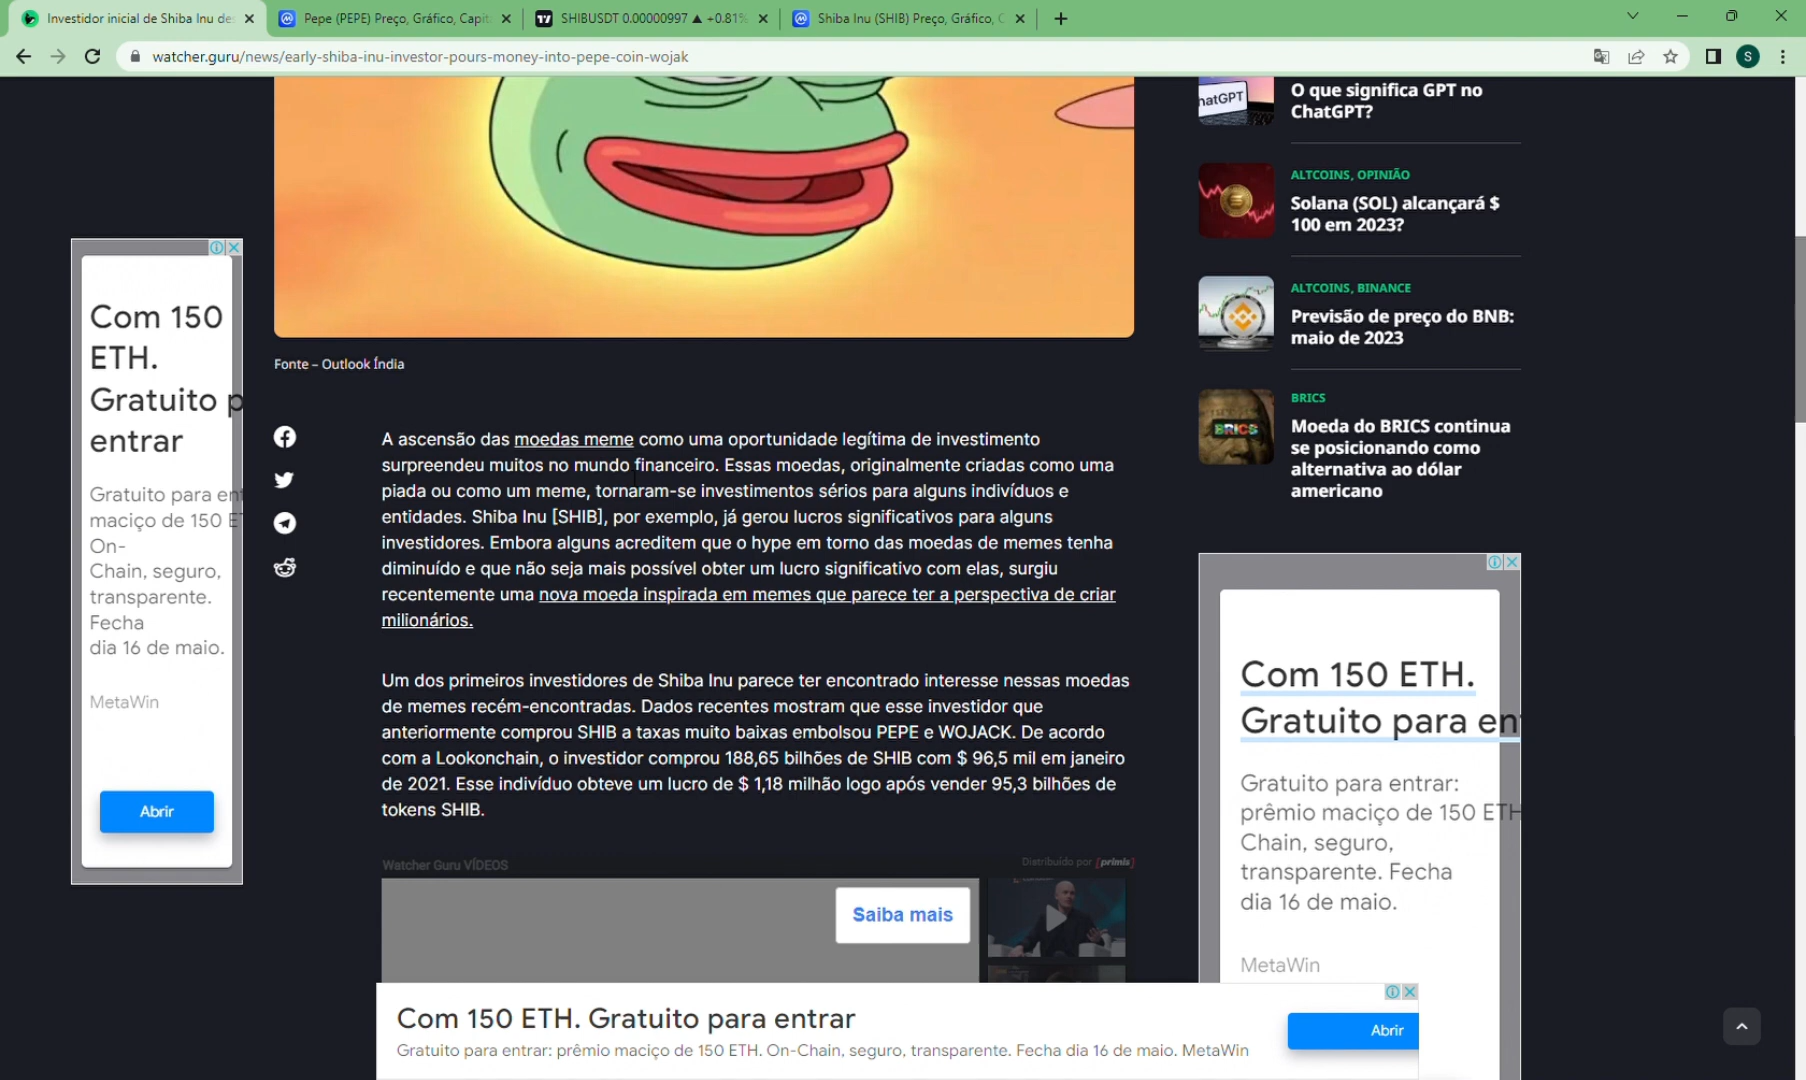 Investidor inicial de Shiba Inu de
Pepe (PEPE) Preço, Gráfico, Capit
SHIBUSDT 0.00000997 ▲ +0.81%
Shiba Inu (SHIB) Preço, Gráfico, C
watcher.guru/news/early-shiba-inu-investor-pours-money-into-pepe-coin-wojak
S
hatGPT
O que significa GPT no
ChatGPT?
ALTCOINS, OPINIÃO
Solana (SOL) alcançará $
100 em 2023?
ALTCOINS, BINANCE
Previsão de preço do BNB:
maio de 2023
BRICS
BRICS
Moeda do BRICS continua
se posicionando como
alternativa ao dólar
americano
Com 150
ETH.
Gratuito p
entrar
Gratuito para ent
maciço de 150 ET
On-
Chain, seguro,
transparente.
Fecha
dia 16 de maio.
MetaWin
Abrir
Fonte – Outlook Índia
A ascensão das moedas meme como uma oportunidade legítima de investimento
surpreendeu muitos no mundo financeiro. Essas moedas, originalmente criadas como uma
piada ou como um meme, tornaram-se investimentos sérios para alguns indivíduos e
entidades. Shiba Inu [SHIB], por exemplo, já gerou lucros significativos para alguns
investidores. Embora alguns acreditem que o hype em torno das moedas de memes tenha
diminuído e que não seja mais possível obter um lucro significativo com elas, surgiu
recentemente uma nova moeda inspirada em memes que parece ter a perspectiva de criar
milionários.
Um dos primeiros investidores de Shiba Inu parece ter encontrado interesse nessas moedas
de memes recém-encontradas. Dados recentes mostram que esse investidor que
anteriormente comprou SHIB a taxas muito baixas embolsou PEPE e WOJACK. De acordo
com a Lookonchain, o investidor comprou 188,65 bilhões de SHIB com $ 96,5 mil em janeiro
de 2021. Esse indivíduo obteve um lucro de $ 1,18 milhão logo após vender 95,3 bilhões de
tokens SHIB.
Watcher Guru VÍDEOS
Distribuído por [primis]
Saiba mais
Com 150 ETH.
Gratuito para en
Gratuito para entrar:
prêmio maciço de 150 ETH
Chain, seguro,
transparente. Fecha
dia 16 de maio.
MetaWin
Com 150 ETH. Gratuito para entrar
Gratuito para entrar: prêmio maciço de 150 ETH. On-Chain, seguro, transparente. Fecha dia 16 de maio. MetaWin
Abrir